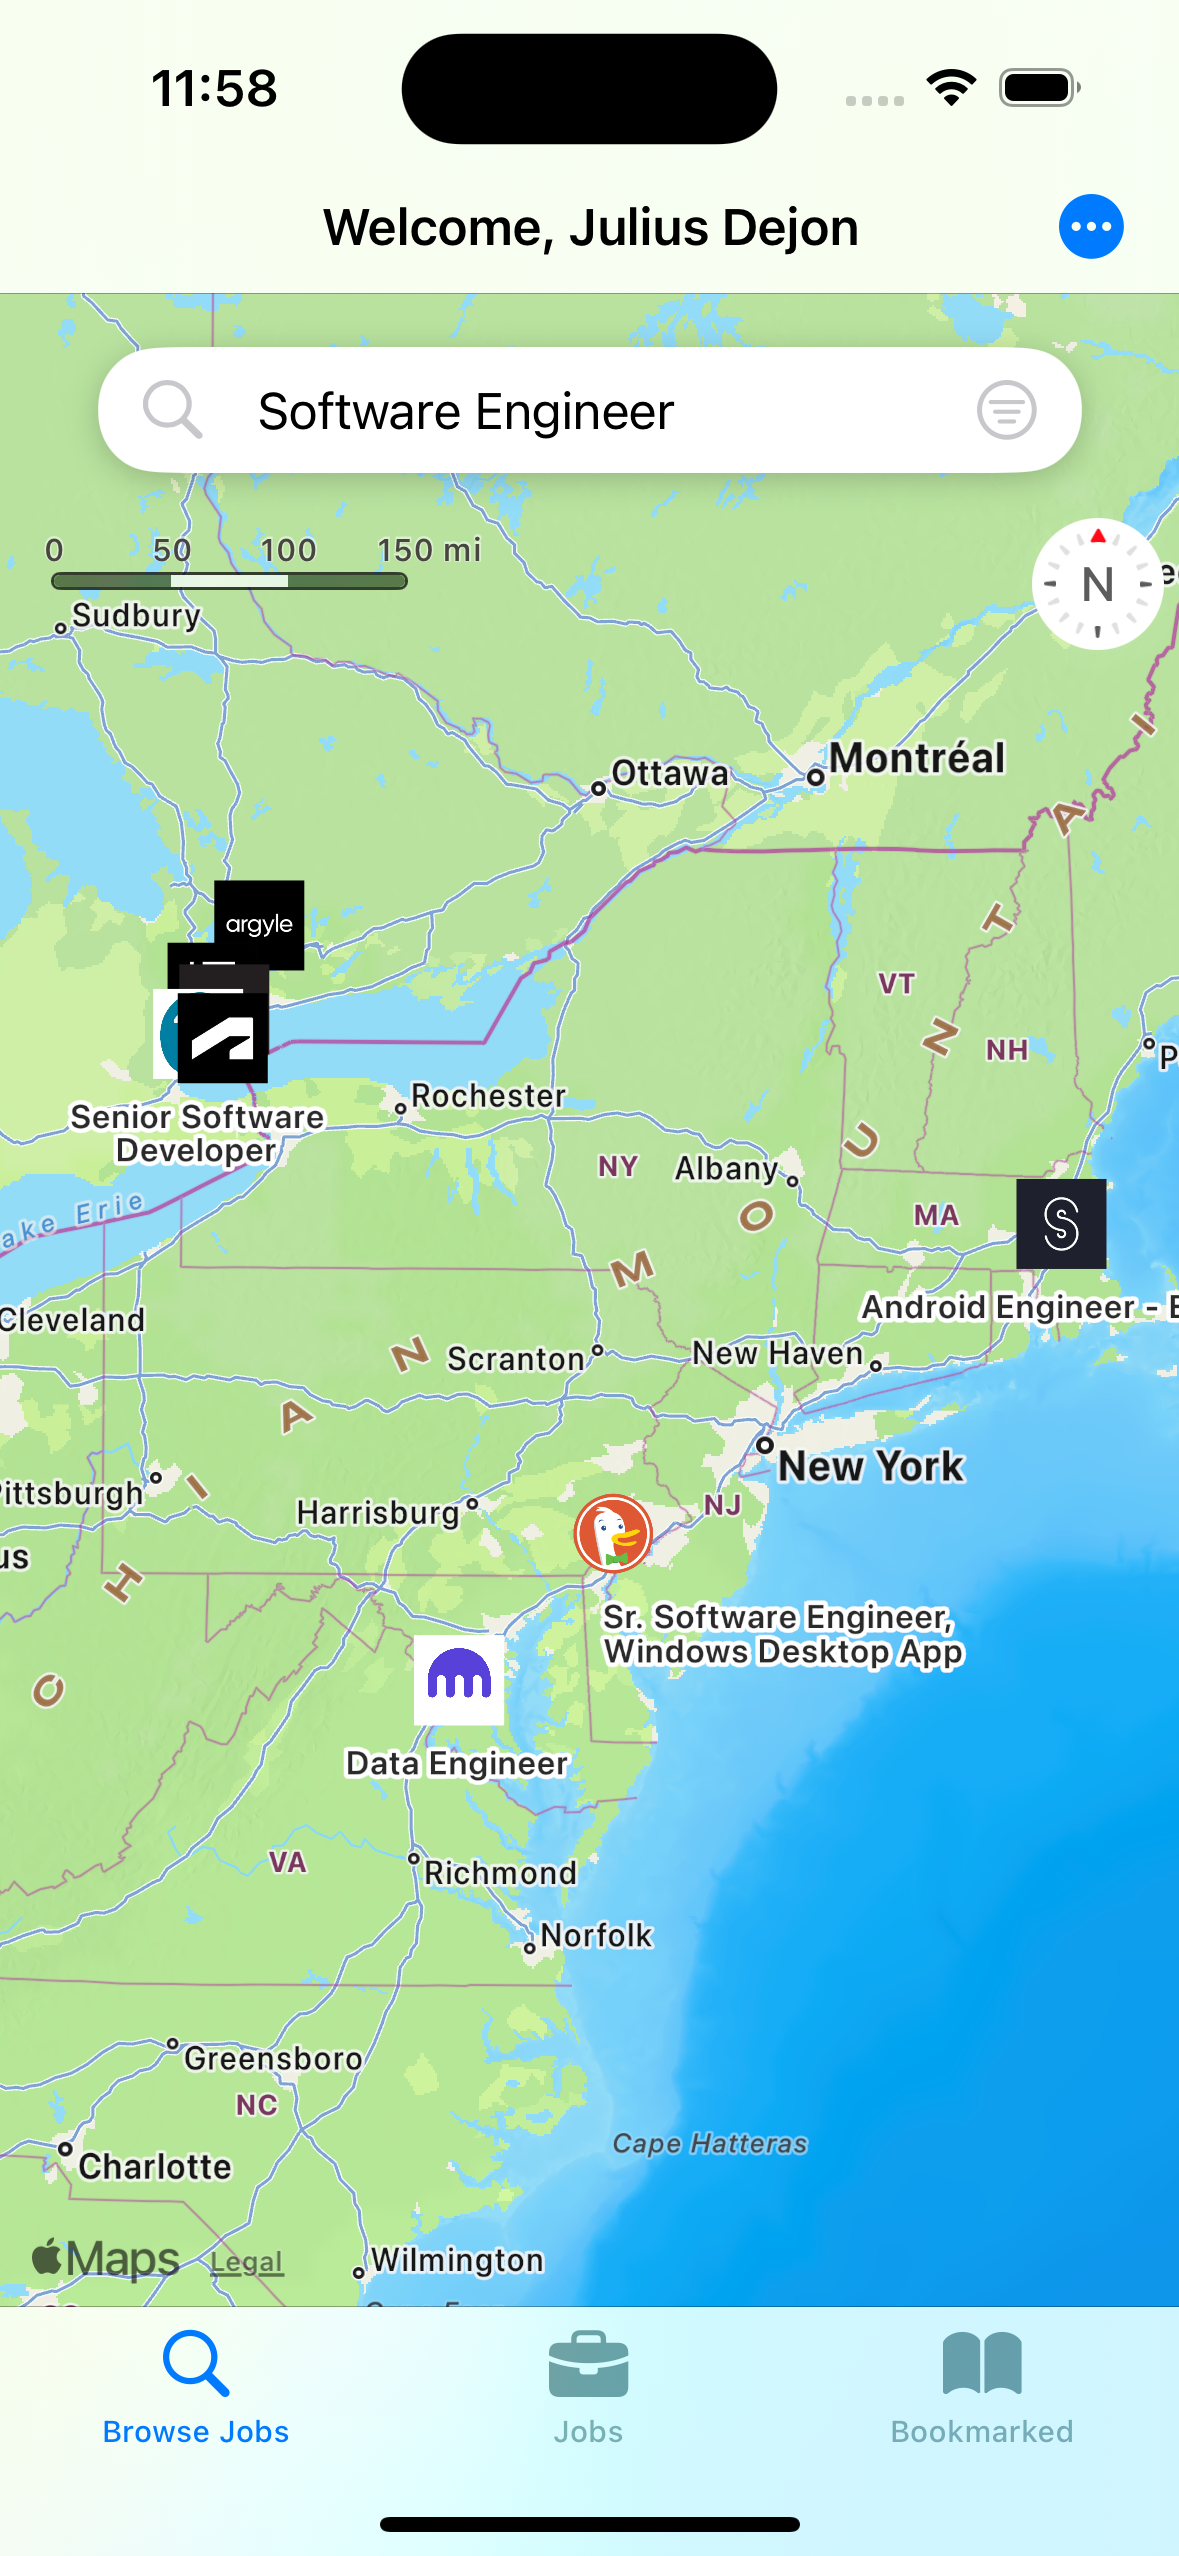 11:58
Welcome, Julius Dejon
Software Engineer
0 50 100 150 mi
N
Sudbury
Montréal
Ottawa
argyle
VT
NH
Rochester
Senior Software
Developer
NY
Albany
MA
S
Lake Erie
Cleveland
Android Engineer -
Scranton
New Haven
New York
Pittsburgh
Harrisburg
NJ
APPALACHIAN MOUNTAINS
Sr. Software Engineer,
Windows Desktop App
Data Engineer
VA
Richmond
Norfolk
Greensboro
NC
Charlotte
Cape Hatteras
Maps Legal
Wilmington
Browse Jobs
Jobs
Bookmarked